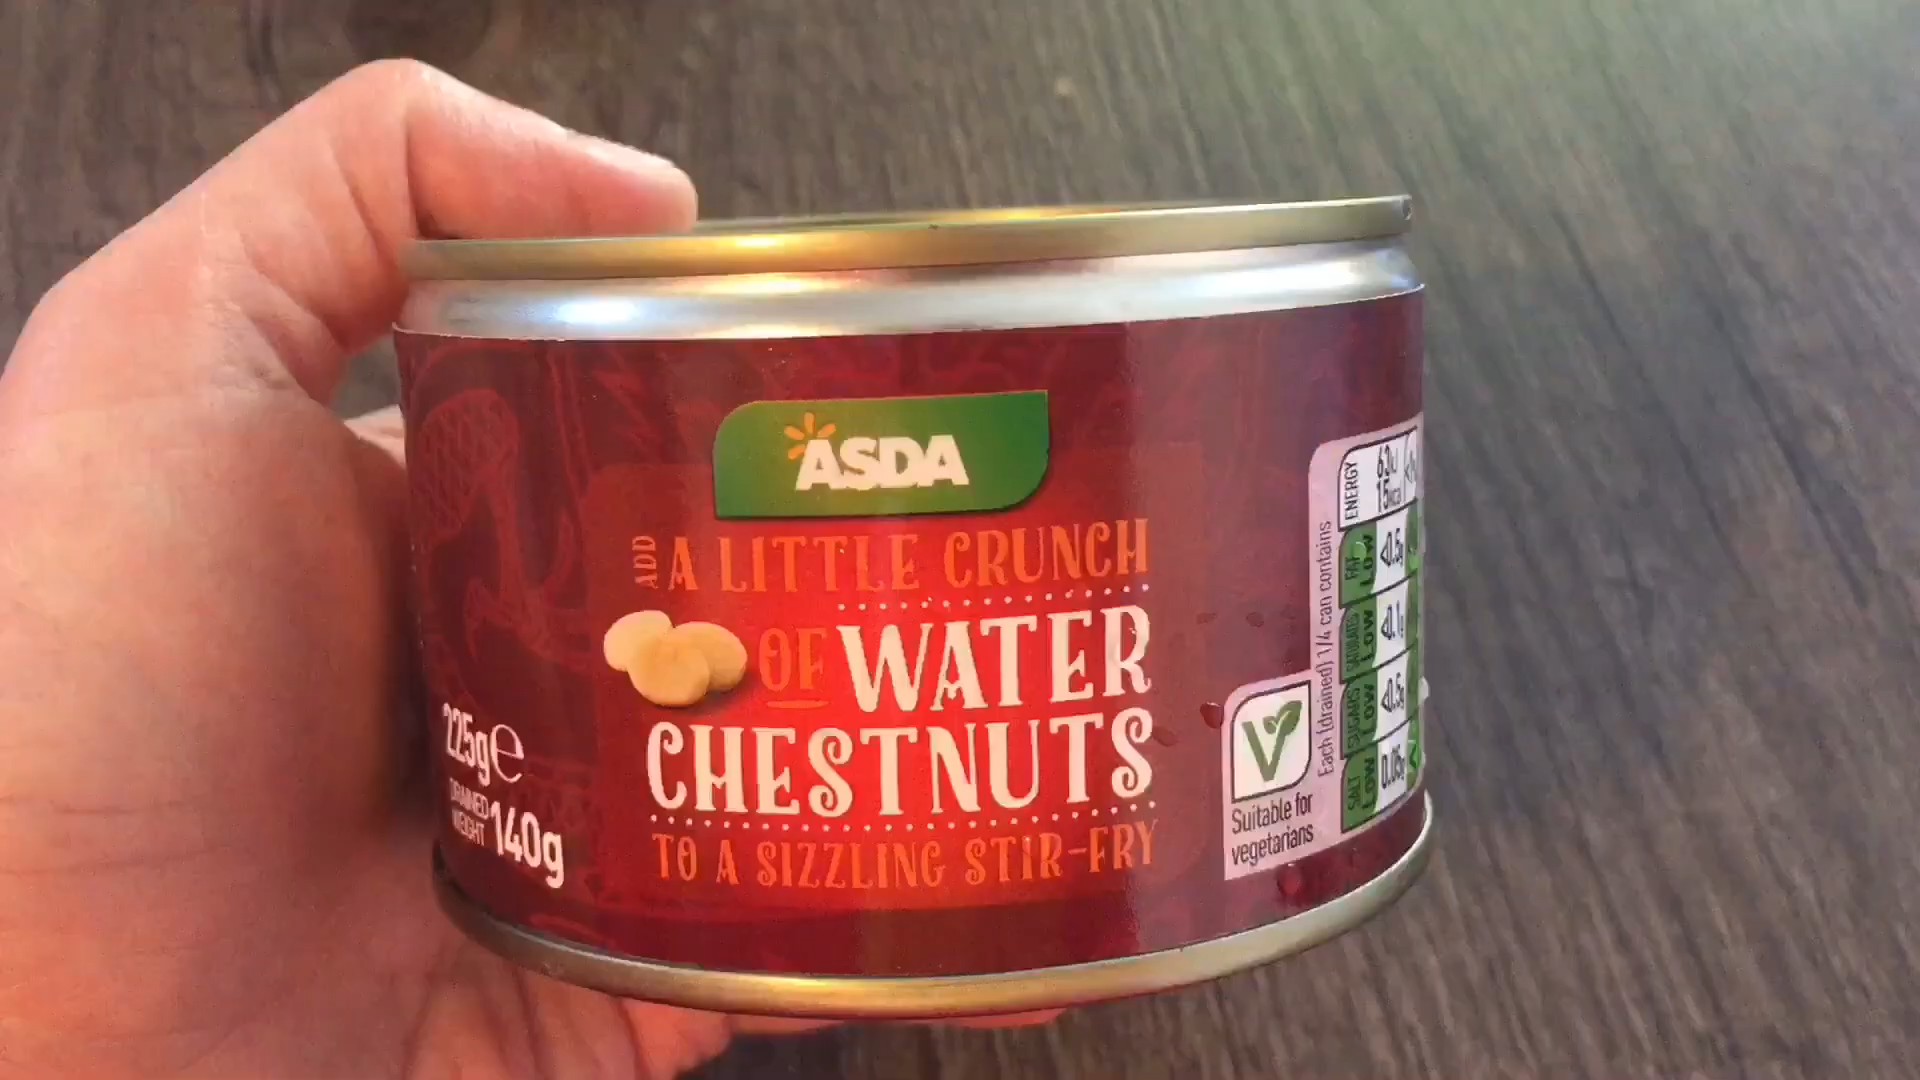 ASDA
ADD A LITTLE CRUNCH
OF WATER
CHESTNUTS
TO A SIZZLING STIR-FRY
225g℮
DRAINED
WEIGHT 140g
Suitable for
vegetarians
Each (drained) 1/4 can contains
ENERGY 63kJ
15kcal
FAT
LOW <0.5g
SATURATES
LOW <0.1g
SUGARS
LOW <0.5g
SALT
LOW 0.05g